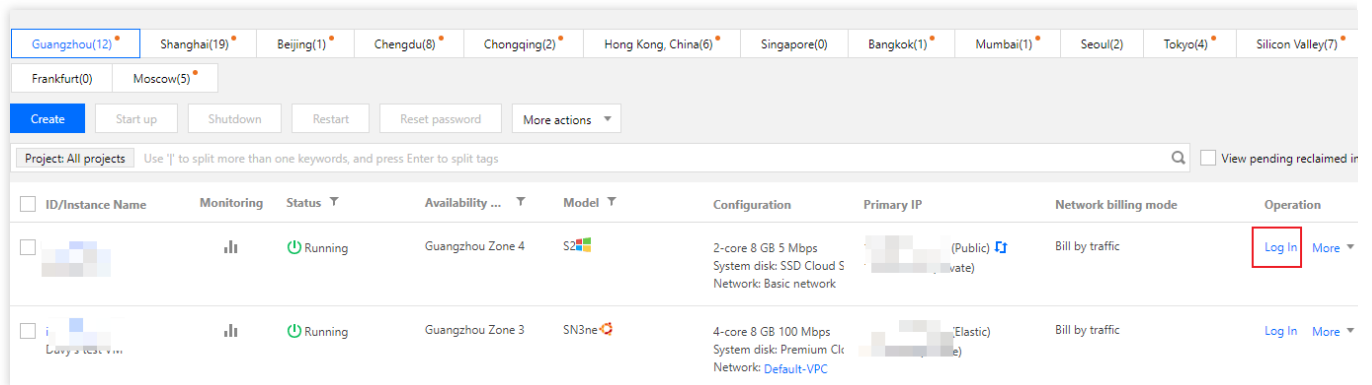 Guangzhou(12) Shanghai(19) Beijing(1) Chengdu(8) Chongqing(2) Hong Kong, China(6) Singapore(0) Bangkok(1) Mumbai(1) Seoul(2) Tokyo(4) Silicon Valley(7)
Frankfurt(0) Moscow(5)
Create Start up Shutdown Restart Reset password More actions
Project: All projects Use '|' to split more than one keywords, and press Enter to split tags View pending reclaimed in
ID/Instance Name Monitoring Status Availability ... Model Configuration Primary IP Network billing mode Operation
Running Guangzhou Zone 4 S2 2-core 8 GB 5 Mbps (Public) Bill by traffic Log In More
System disk: SSD Cloud S
Network: Basic network
Running Guangzhou Zone 3 SN3ne 4-core 8 GB 100 Mbps (Elastic) Bill by traffic Log In More
System disk: Premium Clo
Network: Default-VPC